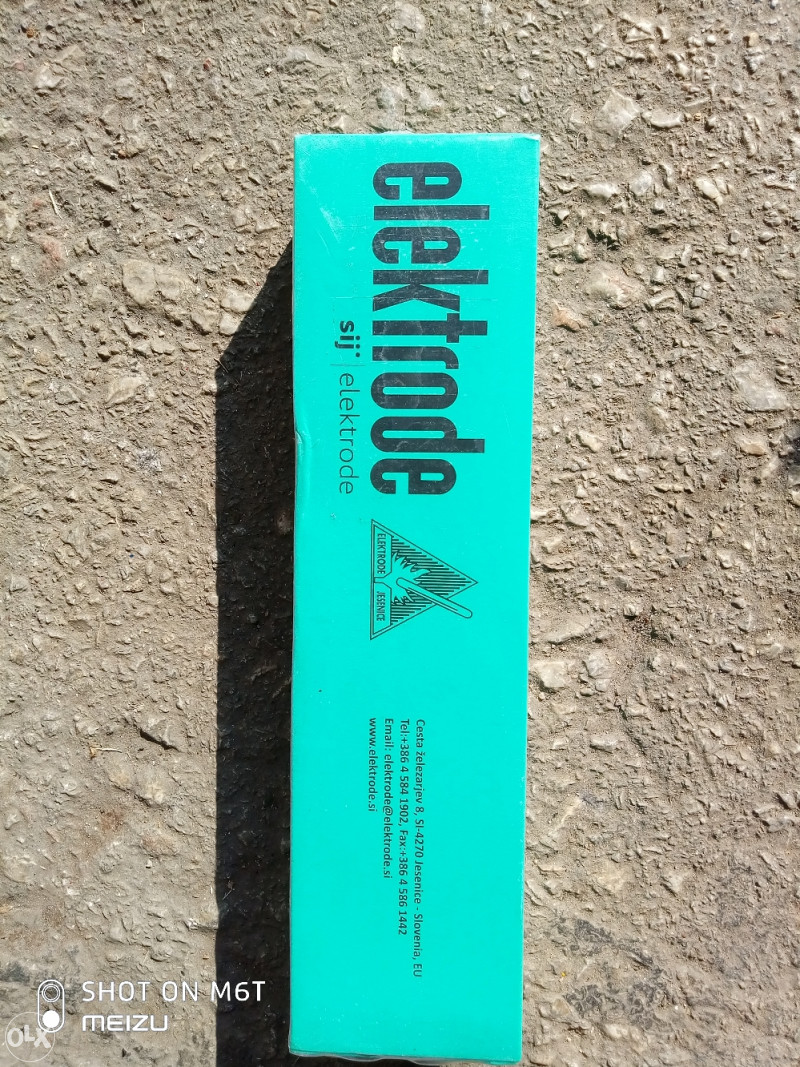 elektrode
sij | elektrode
ELEKTRODE JESENICE
Cesta železarjev 8, SI-4270 Jesenice - Slovenia, EU
Tel:+386 4 584 1902, Fax:+386 4 586 1442
Email: elektrode@elektrode.si
www.elektrode.si
SHOT ON M6T
MEIZU
OLX